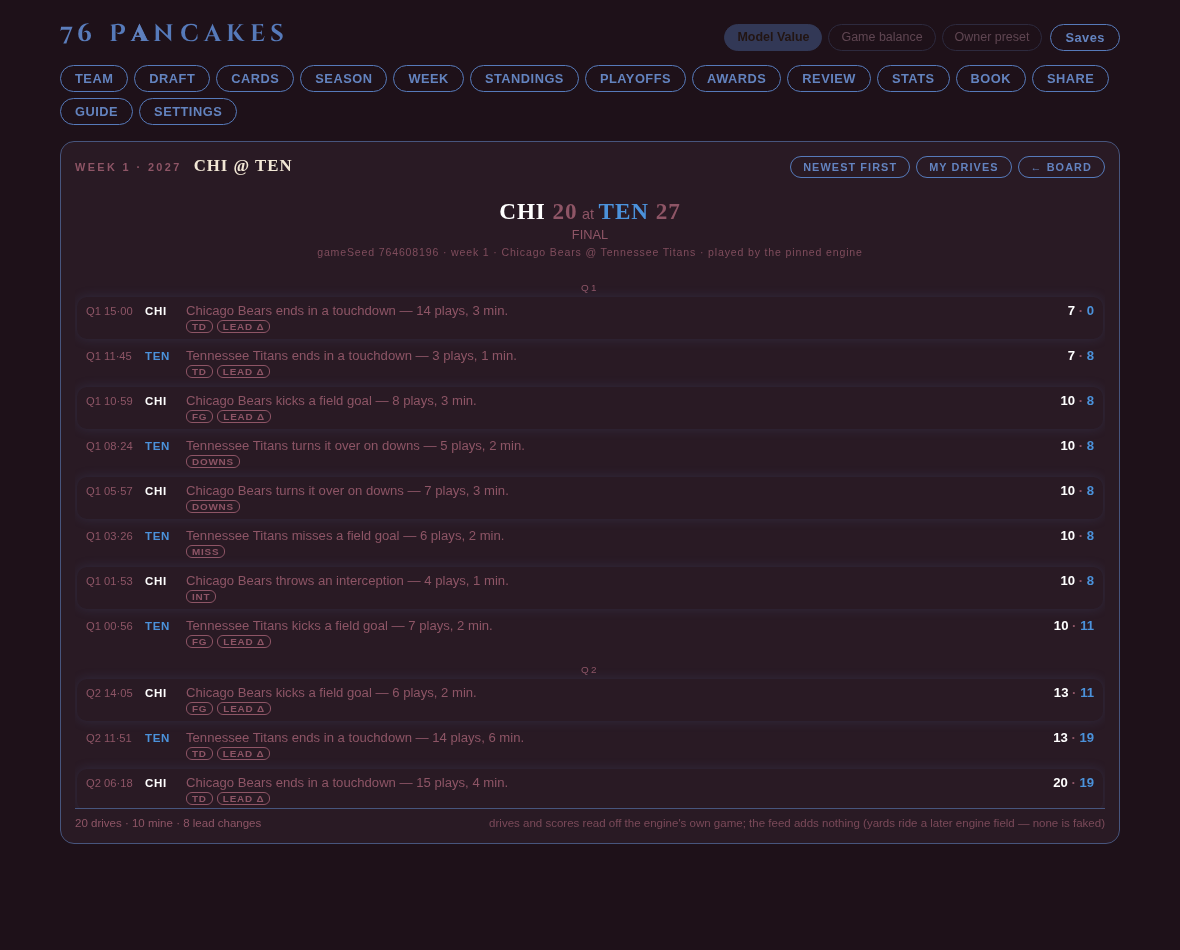 76 PANCAKES
Model Value Game balance Owner preset Saves
TEAM DRAFT CARDS SEASON WEEK STANDINGS PLAYOFFS AWARDS REVIEW STATS BOOK SHARE
GUIDE SETTINGS
WEEK 1 · 2027 CHI @ TEN NEWEST FIRST MY DRIVES ← BOARD
CHI 20 at TEN 27
FINAL
gameSeed 764608196 · week 1 · Chicago Bears @ Tennessee Titans · played by the pinned engine
Q1
Q1 15·00 CHI Chicago Bears ends in a touchdown — 14 plays, 3 min. 7 · 0
TD LEAD Δ
Q1 11·45 TEN Tennessee Titans ends in a touchdown — 3 plays, 1 min. 7 · 8
TD LEAD Δ
Q1 10·59 CHI Chicago Bears kicks a field goal — 8 plays, 3 min. 10 · 8
FG LEAD Δ
Q1 08·24 TEN Tennessee Titans turns it over on downs — 5 plays, 2 min. 10 · 8
DOWNS
Q1 05·57 CHI Chicago Bears turns it over on downs — 7 plays, 3 min. 10 · 8
DOWNS
Q1 03·26 TEN Tennessee Titans misses a field goal — 6 plays, 2 min. 10 · 8
MISS
Q1 01·53 CHI Chicago Bears throws an interception — 4 plays, 1 min. 10 · 8
INT
Q1 00·56 TEN Tennessee Titans kicks a field goal — 7 plays, 2 min. 10 · 11
FG LEAD Δ
Q2
Q2 14·05 CHI Chicago Bears kicks a field goal — 6 plays, 2 min. 13 · 11
FG LEAD Δ
Q2 11·51 TEN Tennessee Titans ends in a touchdown — 14 plays, 6 min. 13 · 19
TD LEAD Δ
Q2 06·18 CHI Chicago Bears ends in a touchdown — 15 plays, 4 min. 20 · 19
TD LEAD Δ
20 drives · 10 mine · 8 lead changes drives and scores read off the engine's own game; the feed adds nothing (yards ride a later engine field — none is faked)